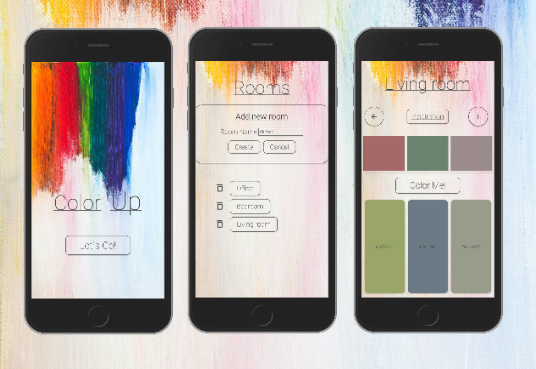 Color Up
Let's Go!
Rooms
Add new room
Room Name
Create Cancel
Office
Bedroom
Living room
Living room
Color Me!